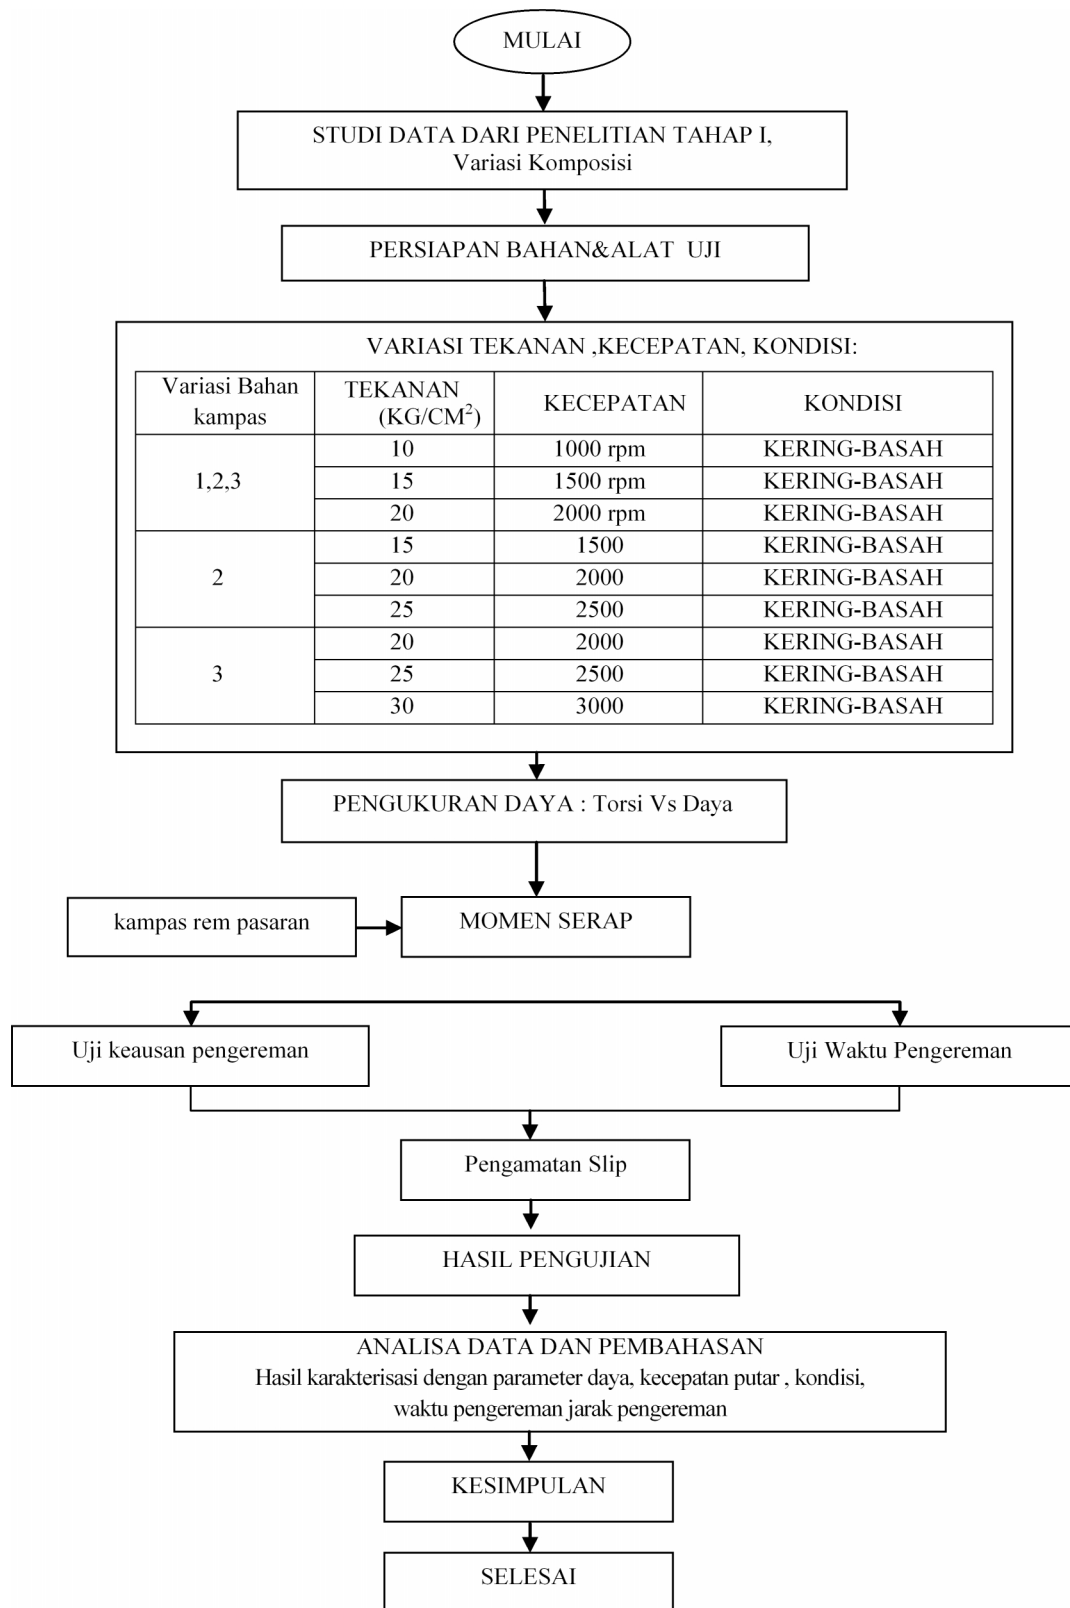 MULAI
STUDI DATA DARI PENELITIAN TAHAP I,
Variasi Komposisi
PERSIAPAN BAHAN&ALAT UJI
VARIASI TEKANAN ,KECEPATAN, KONDISI:
Variasi Bahan
kampas
TEKANAN
(KG/CM²)
KECEPATAN
KONDISI
1,2,3
10
1000 rpm
KERING-BASAH
15
1500 rpm
KERING-BASAH
20
2000 rpm
KERING-BASAH
2
15
1500
KERING-BASAH
20
2000
KERING-BASAH
25
2500
KERING-BASAH
3
20
2000
KERING-BASAH
25
2500
KERING-BASAH
30
3000
KERING-BASAH
PENGUKURAN DAYA : Torsi Vs Daya
kampas rem pasaran
MOMEN SERAP
Uji keausan pengereman
Uji Waktu Pengereman
Pengamatan Slip
HASIL PENGUJIAN
ANALISA DATA DAN PEMBAHASAN
Hasil karakterisasi dengan parameter daya, kecepatan putar , kondisi,
waktu pengereman jarak pengereman
KESIMPULAN
SELESAI